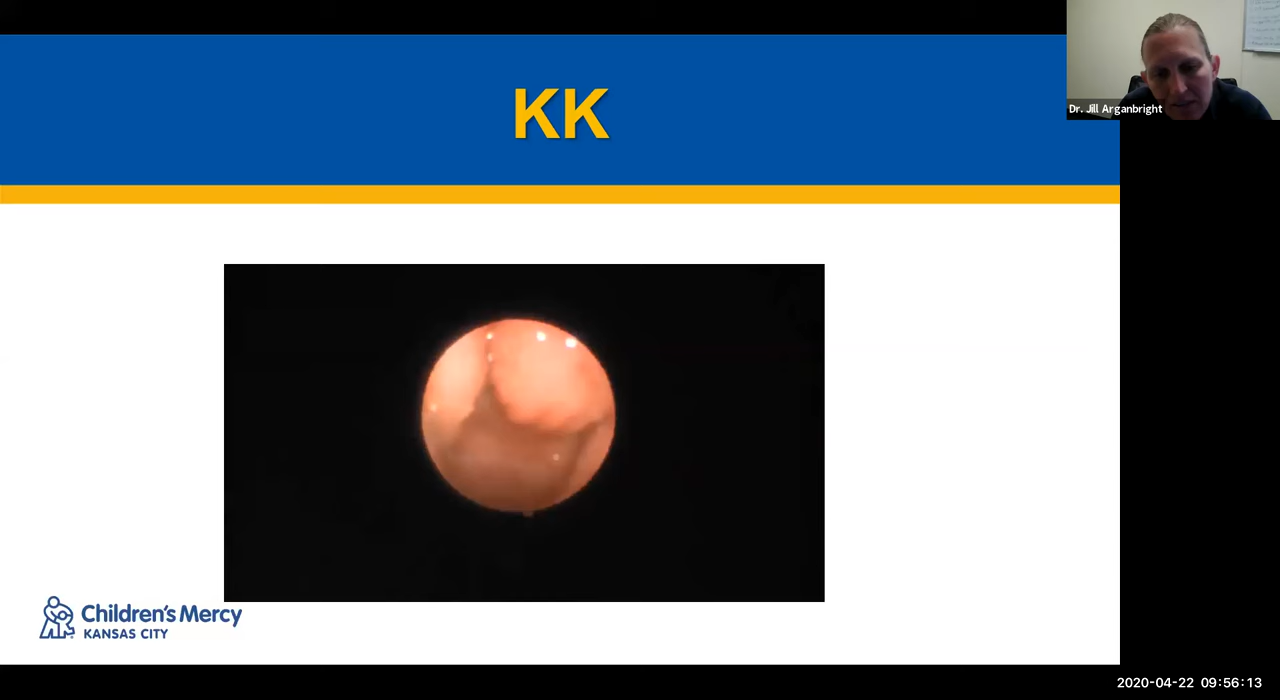 KK
Dr. Jill Arganbright
Children's Mercy
KANSAS CITY
2020-04-22 09:56:13